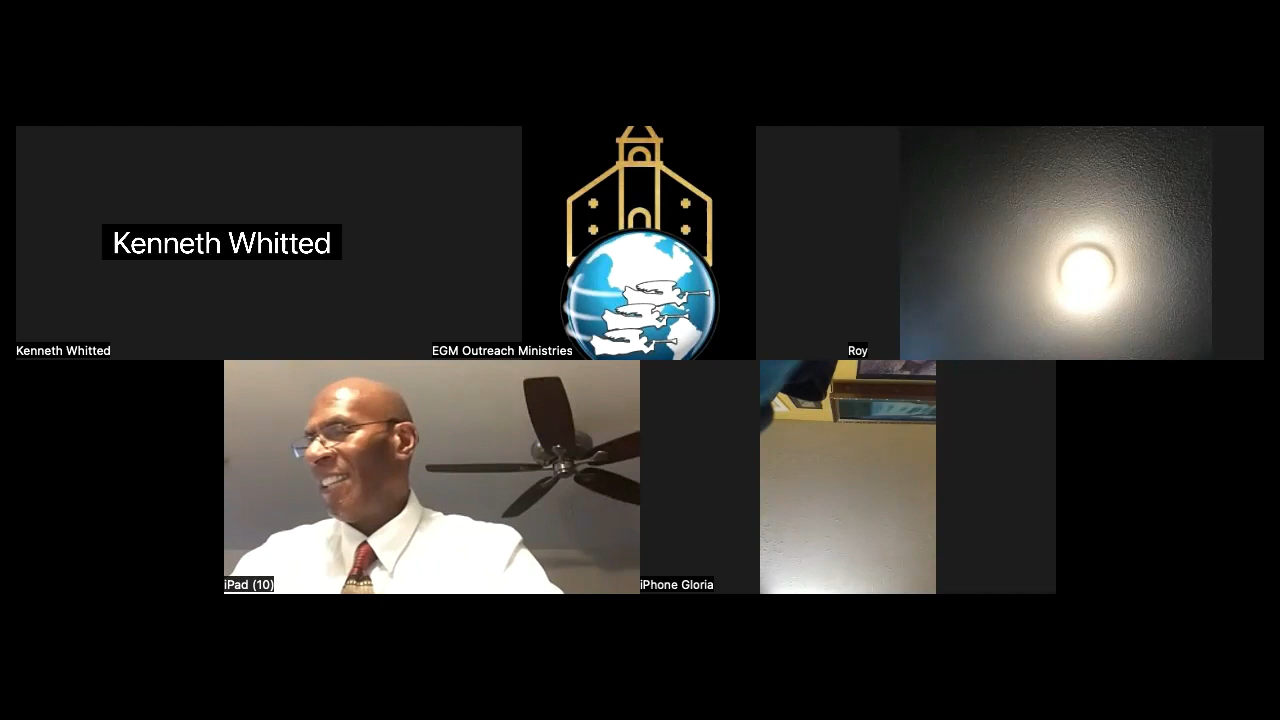 Kenneth Whitted
Kenneth Whitted
EGM Outreach Ministries
Roy
iPad (10)
iPhone Gloria